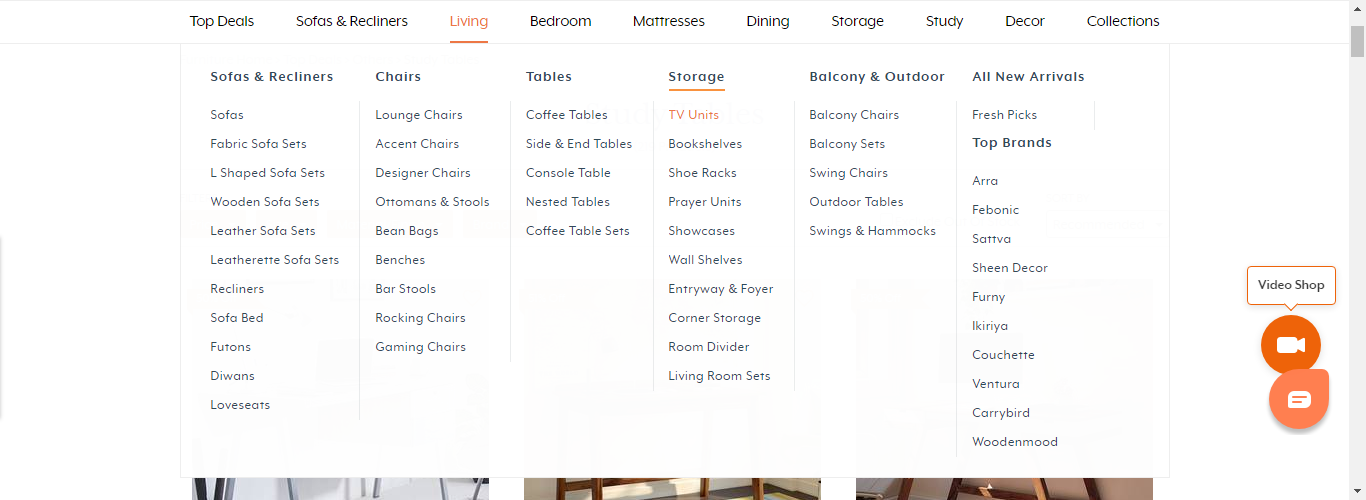 Top Deals
Sofas & Recliners
Living
Bedroom
Mattresses
Dining
Storage
Study
Decor
Collections
Sofas & Recliners
Sofas
Fabric Sofa Sets
L Shaped Sofa Sets
Wooden Sofa Sets
Leather Sofa Sets
Leatherette Sofa Sets
Recliners
Sofa Bed
Futons
Diwans
Loveseats
Chairs
Lounge Chairs
Accent Chairs
Designer Chairs
Ottomans & Stools
Bean Bags
Benches
Bar Stools
Rocking Chairs
Gaming Chairs
Tables
Coffee Tables
Side & End Tables
Console Table
Nested Tables
Coffee Table Sets
Storage
TV Units
Bookshelves
Shoe Racks
Prayer Units
Showcases
Wall Shelves
Entryway & Foyer
Corner Storage
Room Divider
Living Room Sets
Balcony & Outdoor
Balcony Chairs
Balcony Sets
Swing Chairs
Outdoor Tables
Swings & Hammocks
All New Arrivals
Fresh Picks
Top Brands
Arra
Febonic
Sattva
Sheen Decor
Furny
Ikiriya
Couchette
Ventura
Carrybird
Woodenmood
Video Shop